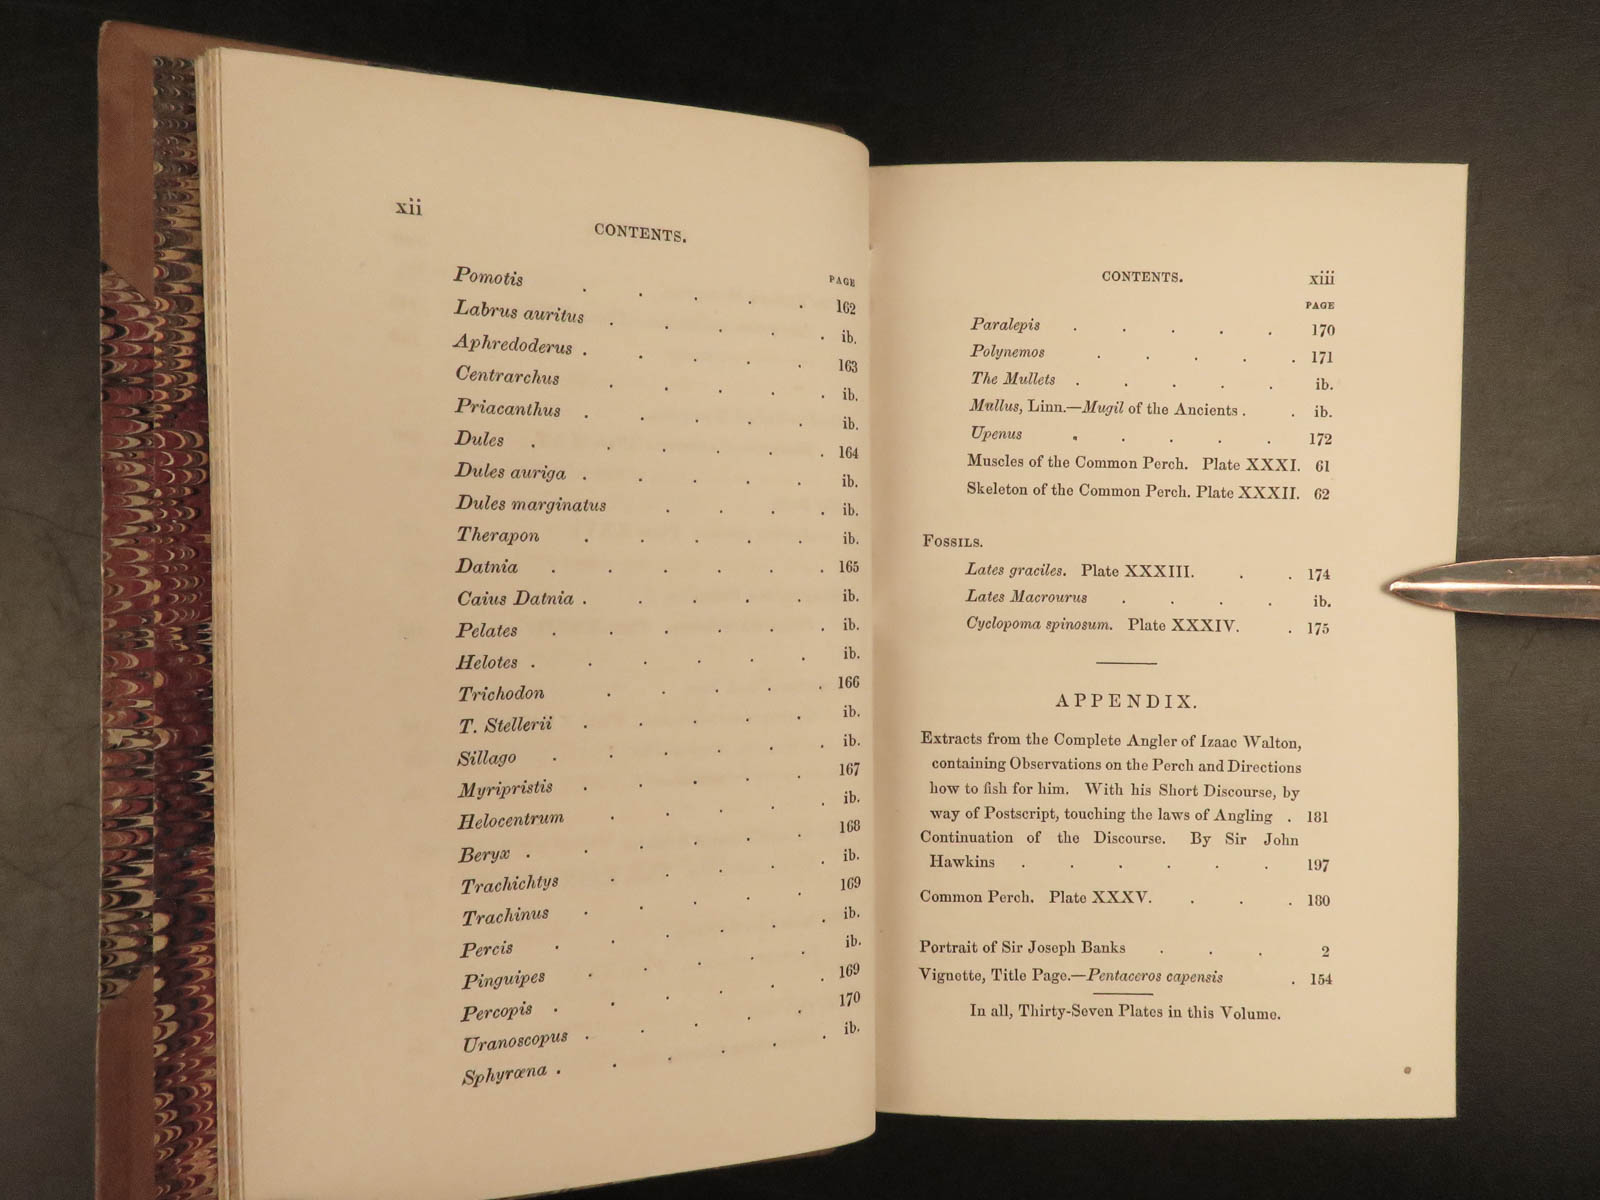 xii
CONTENTS.
PAGE
Pomotis . . . . . 162
Labrus auritus . . . . . ib.
Aphredoderus . . . . . 163
Centrarchus . . . . . ib.
Priacanthus . . . . . ib.
Dules . . . . . . 164
Dules auriga . . . . . ib.
Dules marginatus . . . . ib.
Therapon . . . . . ib.
Datnia . . . . . . 165
Caius Datnia . . . . . ib.
Pelates . . . . . . ib.
Helotes . . . . . . ib.
Trichodon . . . . . 166
T. Stellerii . . . . . ib.
Sillago . . . . . . ib.
Myripristis . . . . . 167
Helocentrum . . . . . ib.
Beryx . . . . . . 168
Trachichtys . . . . . ib.
Trachinus . . . . . 169
Percis . . . . . . ib.
Pinguipes . . . . . ib.
Percopis . . . . . . 169
Uranoscopus . . . . . 170
Sphyræna . . . . . . ib.
CONTENTS. xiii
PAGE
Paralepis . . . . . 170
Polynemos . . . . . 171
The Mullets . . . . . ib.
Mullus, Linn.—Mugil of the Ancients . . ib.
Upenus . . . . . 172
Muscles of the Common Perch. Plate XXXI. 61
Skeleton of the Common Perch. Plate XXXII. 62
FOSSILS.
Lates graciles. Plate XXXIII. . . 174
Lates Macrourus . . . . ib.
Cyclopoma spinosum. Plate XXXIV. . 175
APPENDIX.
Extracts from the Complete Angler of Izaac Walton,
containing Observations on the Perch and Directions
how to fish for him. With his Short Discourse, by
way of Postscript, touching the laws of Angling . 181
Continuation of the Discourse. By Sir John
Hawkins . . . . . . 197
Common Perch. Plate XXXV. . . . 180
Portrait of Sir Joseph Banks . . . 2
Vignette, Title Page.—Pentaceros capensis . 154
In all, Thirty-Seven Plates in this Volume.